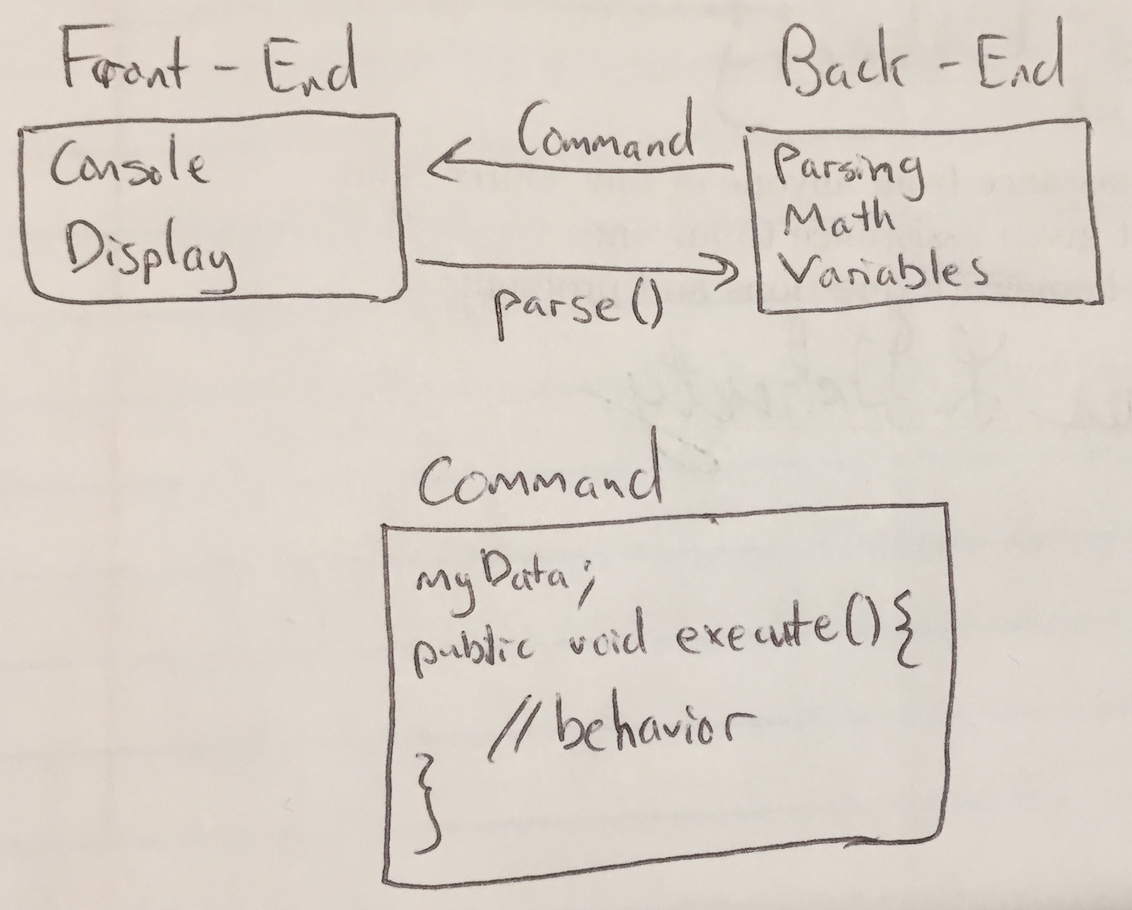 Front - End
Back - End
Console
Display
Command
parse()
Parsing
Math
Variables
Command
myData;
public void execute(){
//behavior
}